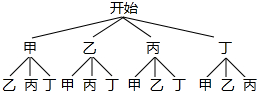 开始
甲 乙 丙 丁
乙 丙 丁 甲 丙 丁 甲 乙 丁 甲 乙 丙